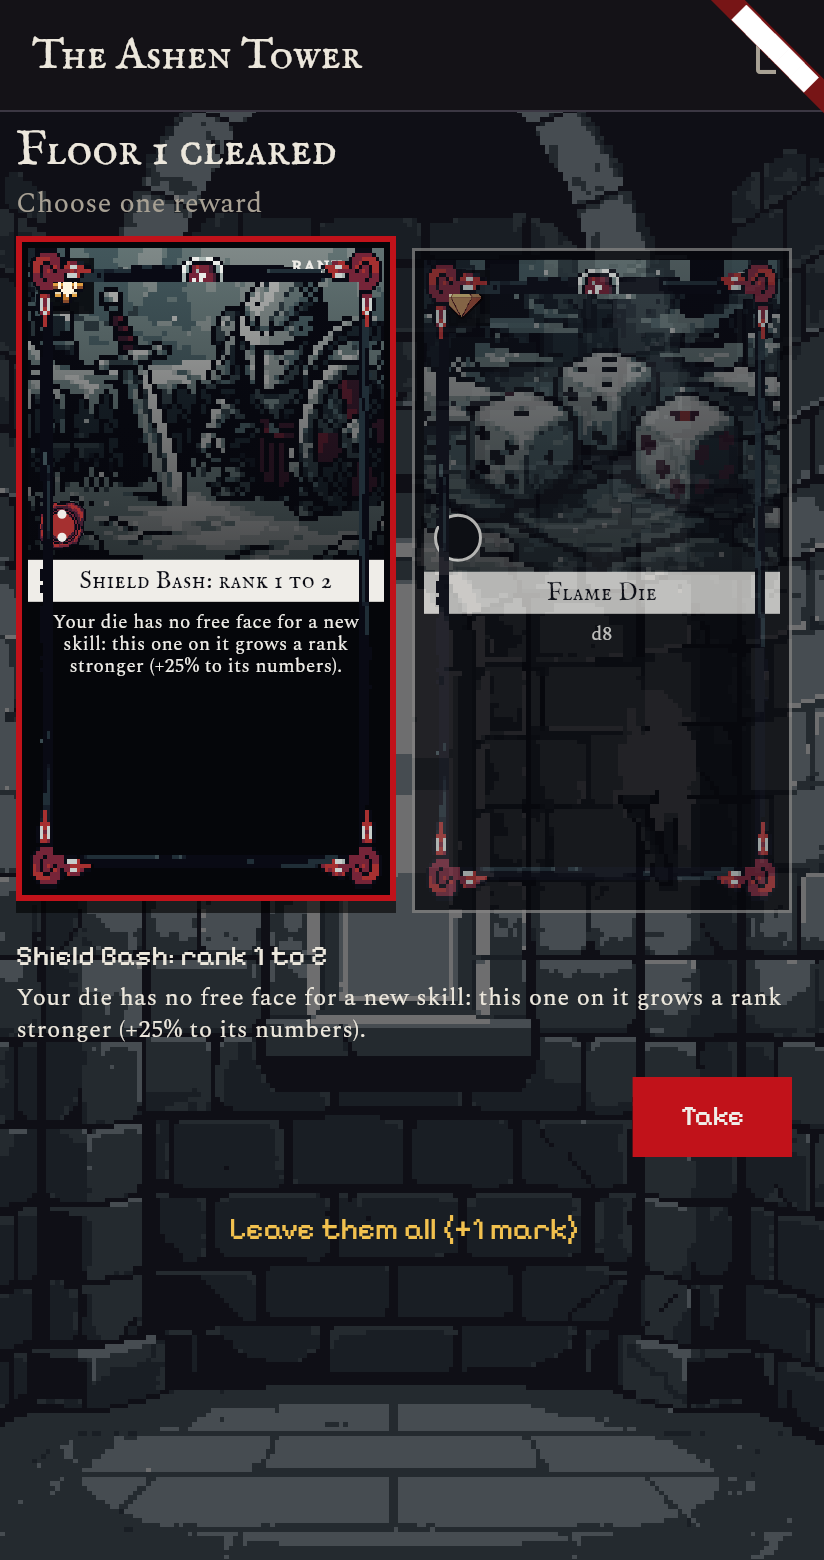 The Ashen Tower
Floor 1 cleared
Choose one reward
Shield Bash: rank 1 to 2
Your die has no free face for a new
skill: this one on it grows a rank
stronger (+25% to its numbers).
Flame Die
d8
Shield Bash: rank 1 to 2
Your die has no free face for a new skill: this one on it grows a rank
stronger (+25% to its numbers).
Take
Leave them all (+1 mark)